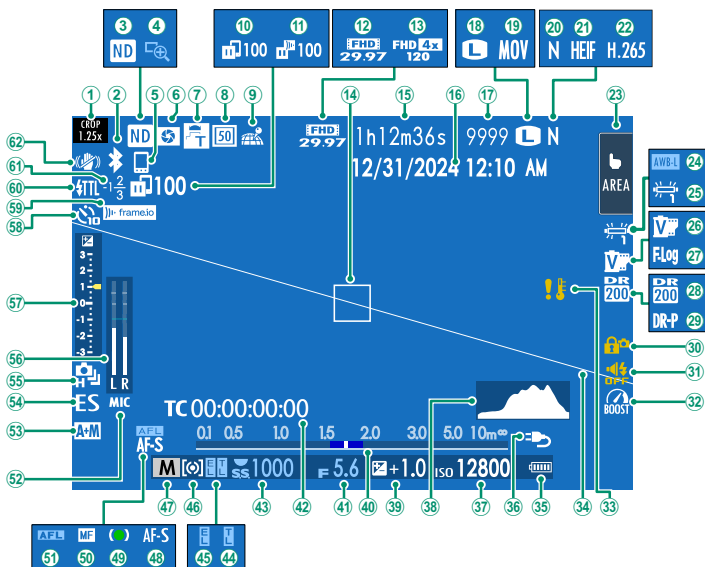 3 4 10 11 12 13 18 19 20 21 22
ND 100 100 FHD 29.97 FHD 4x 120 L MOV N HEIF H.265
1 2 5 6 7 8 9 14 15 16 17 23
CROP 1.25x ND T 50 FHD 29.97 1h12m36s 9999 L N
12/31/2024 12:10 AM
62
61 -1 2/3 100
AREA
60 TTL
59 frame.io
58 10
AWB-L 24
1 1 25
V 26
V F.Log 27
DR 200 DR 200 28
DR-P 29
57
3+
2
1
0
-1
-2
-3-
30
OFF 31
BOOST 32
33
34
56
55 H
L R
54 ES MIC
53 A+M
52
TC 00:00:00:00
AFL
AF-S
0.1 0.5 1.0 1.5 2.0 3.0 5.0 10m ∞
M EL TL SS 1000 F 5.6 +1.0 ISO 12800
47 46 43 42 41 40 39 38 37 36 35
AFL MF AF-S EL TL
51 50 49 48 45 44